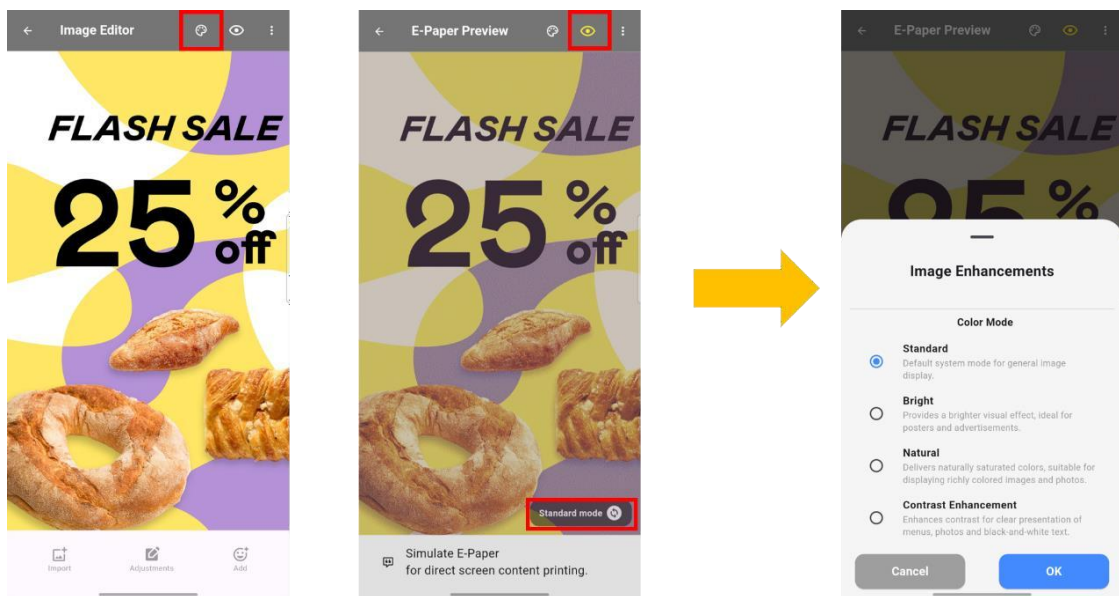 Image Editor
FLASH SALE
25%
off
Import
Adjustments
Add
E-Paper Preview
FLASH SALE
25%
off
Standard mode
Simulate E-Paper
for direct screen content printing.
E-Paper Preview
FLASH SALE
25%
Image Enhancements
Color Mode
Standard
Default system mode for general image
display.
Bright
Provides a brighter visual effect, ideal for
posters and advertisements.
Natural
Delivers naturally saturated colors, suitable for
displaying richly colored images and photos.
Contrast Enhancement
Enhances contrast for clear presentation of
menus, photos and black-and-white text.
Cancel
OK